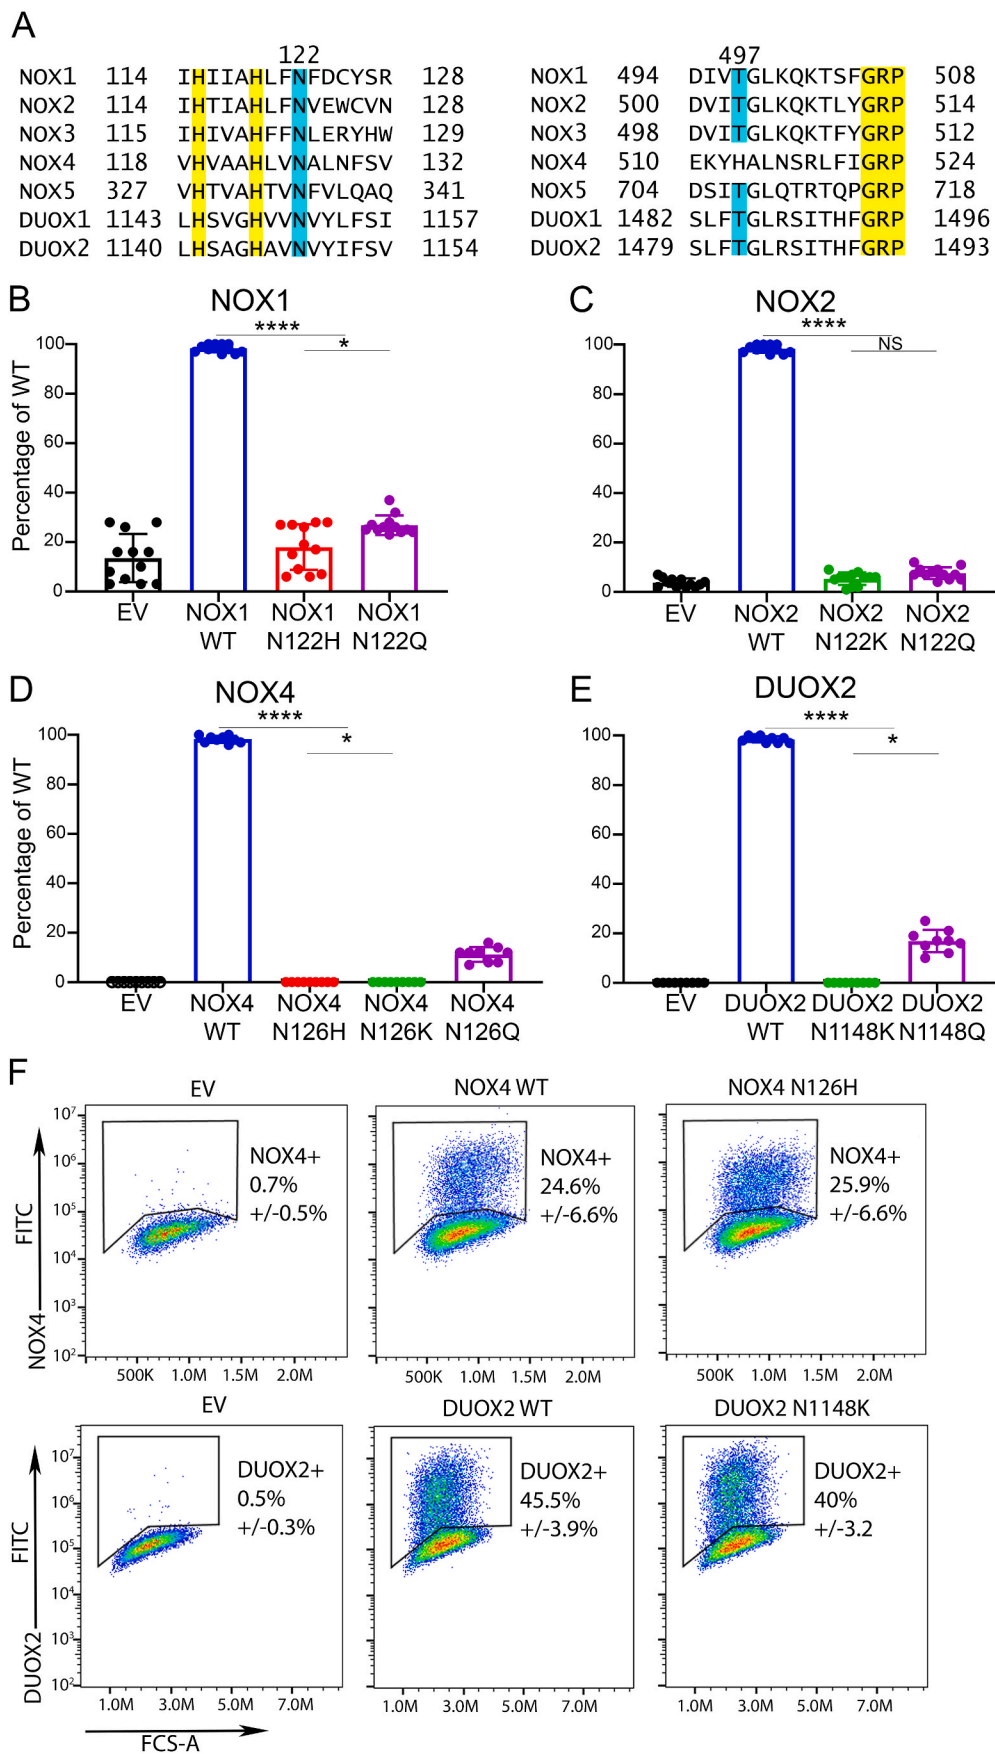 A
122
NOX1 114 IHIIAHLFNFDCYSR 128
NOX2 114 IHTIAHLFNVEWCVN 128
NOX3 115 IHIVAHFFNLERYHW 129
NOX4 118 VHVAAHLVNALNFSV 132
NOX5 327 VHTVAHTVNFVLQAQ 341
DUOX1 1143 LHSVGHVVNVYLFSI 1157
DUOX2 1140 LHSAGHAVNVYIFSV 1154
497
NOX1 494 DIVTGLKQKTSFGRP 508
NOX2 500 DVITGLKQKTLYGRP 514
NOX3 498 DVITGLKQKTFYGRP 512
NOX4 510 EKYHALNSRLFIGRP 524
NOX5 704 DSITGLQTRTQPGRP 718
DUOX1 1482 SLFTGLRSITHFGRP 1496
DUOX2 1479 SLFTGLRSITHFGRP 1493
B
NOX1
****
*
Percentage of WT
100
80
60
40
20
0
EV
NOX1 WT
NOX1 N122H
NOX1 N122Q
C
NOX2
****
NS
100
80
60
40
20
0
EV
NOX2 WT
NOX2 N122K
NOX2 N122Q
D
NOX4
****
*
Percentage of WT
100
80
60
40
20
0
EV
NOX4 WT
NOX4 N126H
NOX4 N126K
NOX4 N126Q
E
DUOX2
****
*
100
80
60
40
20
0
EV
DUOX2 WT
DUOX2 N1148K
DUOX2 N1148Q
F
EV
NOX4 WT
NOX4 N126H
NOX4 FITC
10⁷
10⁶
10⁵
10⁴
10³
10²
NOX4+
0.7%
+/-0.5%
NOX4+
24.6%
+/-6.6%
NOX4+
25.9%
+/-6.6%
500K 1.0M 1.5M 2.0M
500K 1.0M 1.5M 2.0M
500K 1.0M 1.5M 2.0M
EV
DUOX2 WT
DUOX2 N1148K
DUOX2 FITC
10⁷
10⁶
10⁵
10⁴
10³
10²
DUOX2+
0.5%
+/-0.3%
DUOX2+
45.5%
+/-3.9%
DUOX2+
40%
+/-3.2
1.0M 3.0M 5.0M 7.0M
1.0M 3.0M 5.0M 7.0M
1.0M 3.0M 5.0M 7.0M
FCS-A